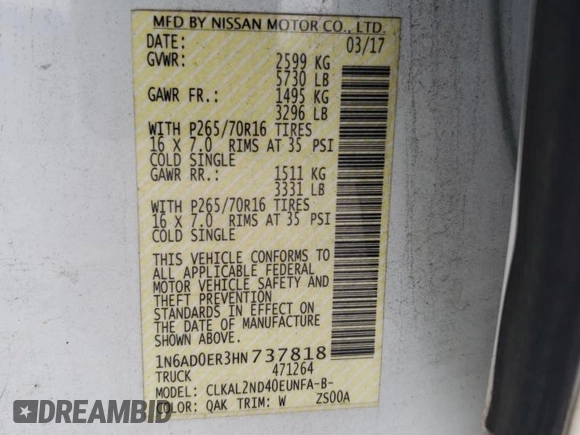 MFD BY NISSAN MOTOR CO., LTD.
DATE: 03/17
GVWR: 2599 KG
5730 LB
GAWR FR.: 1495 KG
3296 LB
WITH P265/70R16 TIRES
16 X 7.0 RIMS AT 35 PSI
COLD SINGLE
GAWR RR.: 1511 KG
3331 LB
WITH P265/70R16 TIRES
16 X 7.0 RIMS AT 35 PSI
COLD SINGLE
THIS VEHICLE CONFORMS TO
ALL APPLICABLE FEDERAL
MOTOR VEHICLE SAFETY AND
THEFT PREVENTION
STANDARDS IN EFFECT ON
THE DATE OF MANUFACTURE
SHOWN ABOVE.
1N6AD0ER3HN737818
TRUCK 471264
MODEL: CLKAL2ND40EUNFA-B-
COLOR: QAK TRIM: W ZS00A
DIDCARWRECK